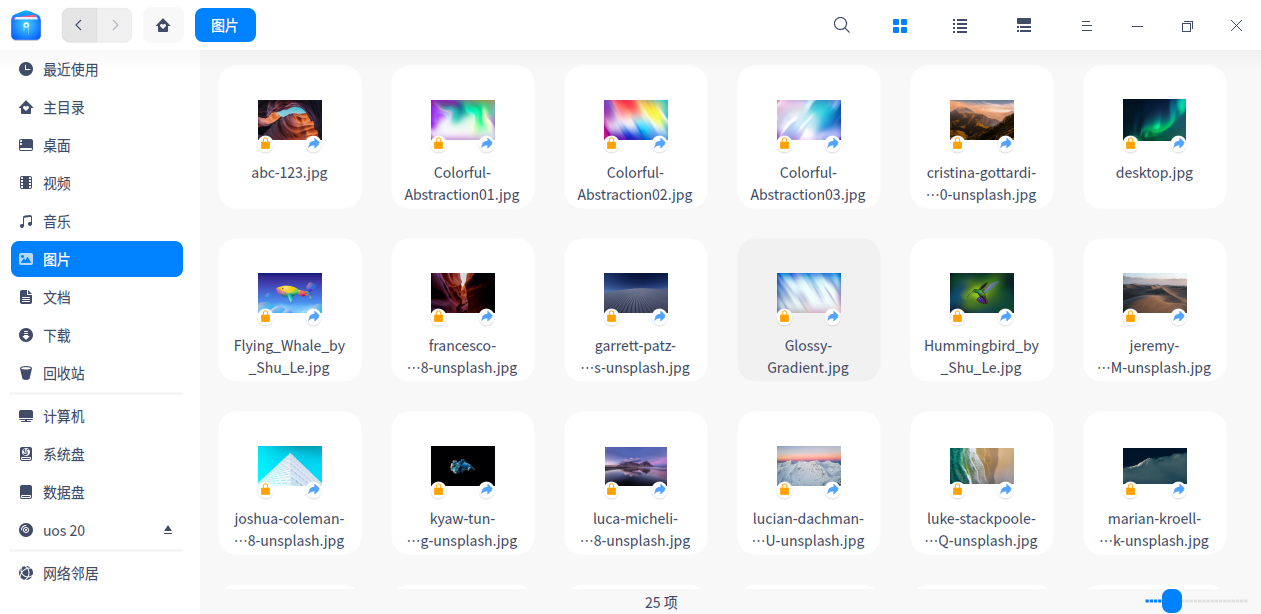 图片
最近使用
主目录
桌面
视频
音乐
图片
文档
下载
回收站
计算机
系统盘
数据盘
uos 20
网络邻居
abc-123.jpg
Colorful-
Abstraction01.jpg
Colorful-
Abstraction02.jpg
Colorful-
Abstraction03.jpg
cristina-gottardi-
⋯0-unsplash.jpg
desktop.jpg
Flying_Whale_by
_Shu_Le.jpg
francesco-
⋯8-unsplash.jpg
garrett-patz-
⋯s-unsplash.jpg
Glossy-
Gradient.jpg
Hummingbird_by
_Shu_Le.jpg
jeremy-
⋯M-unsplash.jpg
joshua-coleman-
⋯8-unsplash.jpg
kyaw-tun-
⋯g-unsplash.jpg
luca-micheli-
⋯8-unsplash.jpg
lucian-dachman-
⋯U-unsplash.jpg
luke-stackpoole-
⋯Q-unsplash.jpg
marian-kroell-
⋯k-unsplash.jpg
25 项